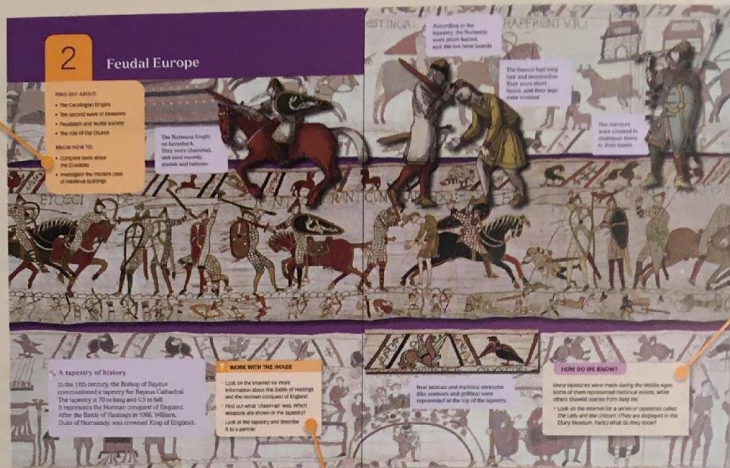 2
Feudal Europe
FIND OUT ABOUT:
• The Carolingian Empire
• The second wave of invasions
• Feudalism and feudal society
• The role of the Church
KNOW HOW TO:
• Complete texts about
the Crusades
• Investigate the modern uses
of medieval buildings
The Normans fought
on horseback.
They wore chainmail,
and used swords,
shields and helmets.
According to the
tapestry, the Normans
were short-haired,
and did not have beards.
The Saxons had long
hair and moustaches.
They wore short
tunics, and their legs
were covered.
The warriors
were covered in
chainmail down
to their knees.
A tapestry of history
In the 11th century, the Bishop of Bayeux
commissioned a tapestry for Bayeux Cathedral.
The tapestry is 70 m long and 0.5 m tall.
It represents the Norman conquest of England.
After the Battle of Hastings in 1066, William,
Duke of Normandy, was crowned King of England.
WORK WITH THE IMAGE
• Look on the Internet for more
information about the Battle of Hastings
and the Norman conquest of England.
• Find out what 'chainmail' was. Which
weapons are shown in the tapestry?
• Look at the tapestry and describe
it to a partner.
Real animals and mythical creatures
like centaurs and griffins were
represented at the top of the tapestry.
HOW DO WE KNOW?
Many tapestries were made during the Middle Ages.
Some of them represented historical events, while
others showed scenes from daily life.
• Look on the Internet for a series of tapestries called
The Lady and the Unicorn. (They are displayed in the
Cluny Museum, Paris.) What do they show?